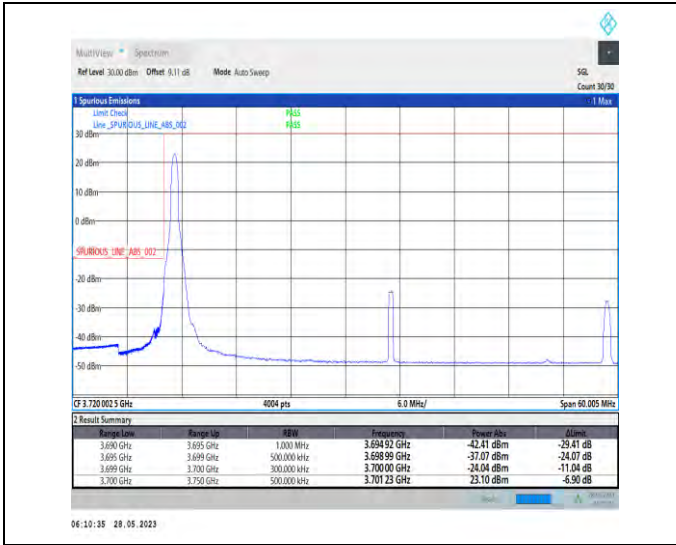 MultiView Spectrum
Ref Level 30.00 dBm Offset 9.11 dB Mode Auto Sweep SGL
Count 30/30
1 Spurious Emissions 1 Max
Limit Check PASS
Line _SPURIOUS_LINE_ABS_002 PASS
30 dBm
20 dBm
10 dBm
0 dBm
SPURIOUS_LINE_ABS_002
-20 dBm
-30 dBm
-40 dBm
-50 dBm
CF 3.720 002 5 GHz 4004 pts 6.0 MHz/ Span 60.005 MHz
2 Result Summary
Range Low Range Up RBW Frequency Power Abs ΔLimit
3.690 GHz 3.695 GHz 1.000 MHz 3.694 92 GHz -42.41 dBm -29.41 dB
3.695 GHz 3.699 GHz 500.000 kHz 3.698 99 GHz -37.07 dBm -24.07 dB
3.699 GHz 3.700 GHz 300.000 kHz 3.700 00 GHz -24.04 dBm -11.04 dB
3.700 GHz 3.750 GHz 500.000 kHz 3.701 23 GHz 23.10 dBm -6.90 dB
06:10:35 28.05.2023